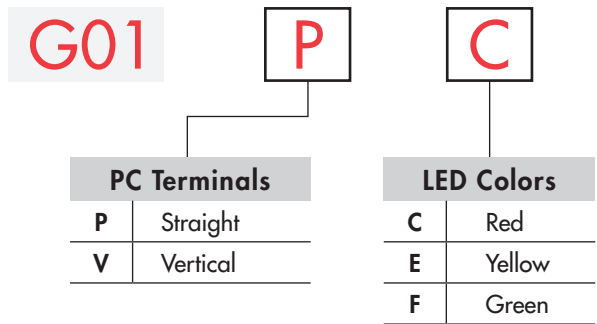 G01 P C
PC Terminals
P Straight
V Vertical
LED Colors
C Red
E Yellow
F Green